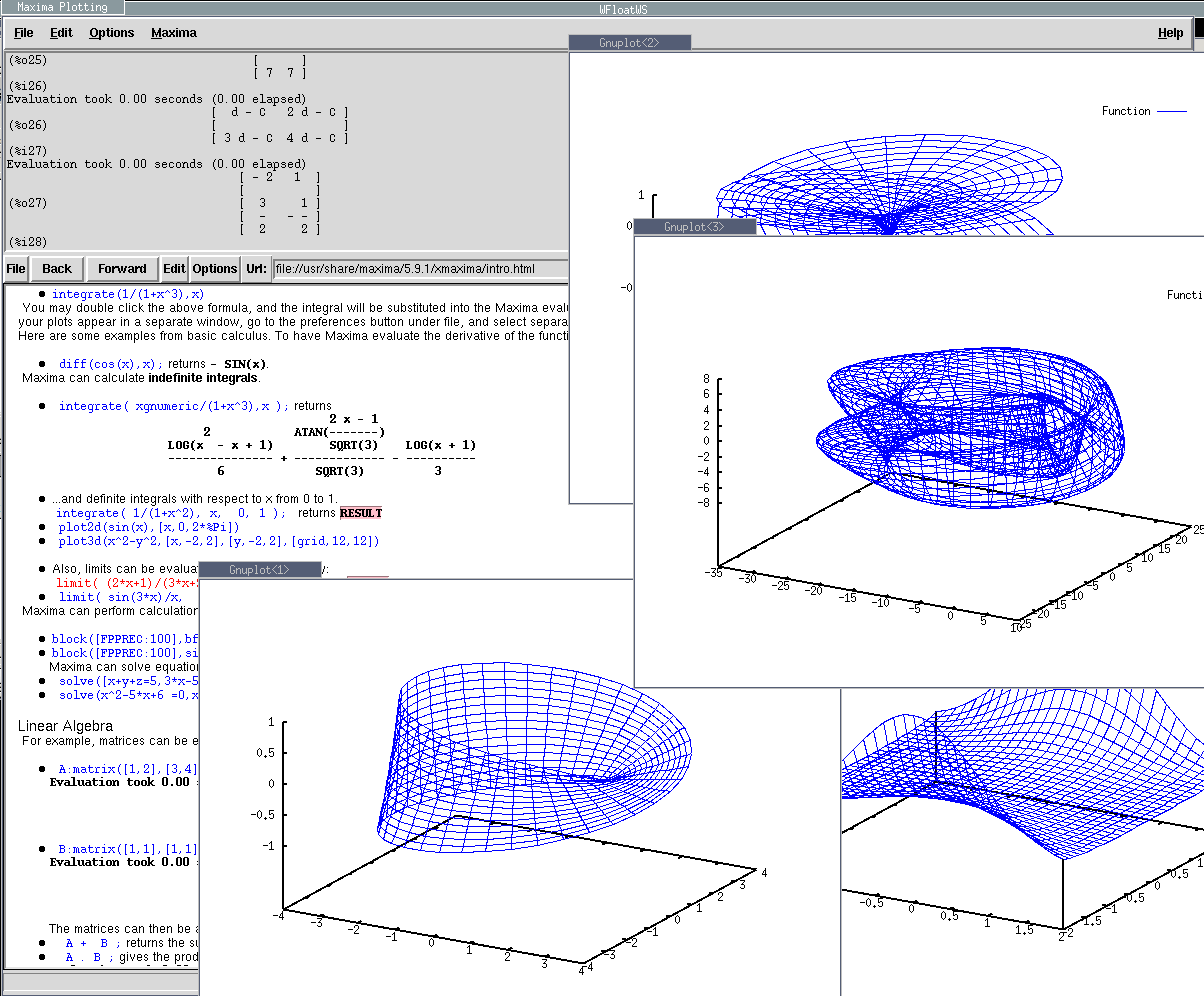 Maxima Plotting
WFloatWS
File Edit Options Maxima Help
(%o25) [ ]
[ 7 7 ]
(%i26)
Evaluation took 0.00 seconds (0.00 elapsed)
[ d - C 2 d - C ]
(%o26) [ ]
[ 3 d - C 4 d - C ]
(%i27)
Evaluation took 0.00 seconds (0.00 elapsed)
[ - 2 1 ]
[ ]
(%o27) [ 3 1 ]
[ - - - ]
[ 2 2 ]
(%i28)
File Back Forward Edit Options Url: file://usr/share/maxima/5.9.1/xmaxima/intro.html
● integrate(1/(1+x^3),x)
You may double click the above formula, and the integral will be substituted into the Maxima evalu
your plots appear in a separate window, go to the preferences button under file, and select separa
Here are some examples from basic calculus. To have Maxima evaluate the derivative of the functi
● diff(cos(x),x); returns - SIN(x).
Maxima can calculate indefinite integrals.
● integrate( xgnumeric/(1+x^3),x ); returns
2 x - 1
2 ATAN(-------)
LOG(x - x + 1) SQRT(3) LOG(x + 1)
--------------- + ------------- - ----------
6 SQRT(3) 3
● ...and definite integrals with respect to x from 0 to 1.
integrate( 1/(1+x^2), x, 0, 1 ); returns RESULT
● plot2d(sin(x),[x,0,2*%Pi])
● plot3d(x^2-y^2,[x,-2,2],[y,-2,2],[grid,12,12])
● Also, limits can be evalua y:
limit( (2*x+1)/(3*x+
● limit( sin(3*x)/x,
Maxima can perform calculation
● block([FPPREC:100],bf
● block([FPPREC:100],si
Maxima can solve equation
● solve([x+y+z=5,3*x-5
● solve(x^2-5*x+6 =0,x
Linear Algebra
For example, matrices can be e
● A:matrix([1,2],[3,4]
Evaluation took 0.00
● B:matrix([1,1],[1,1]
Evaluation took 0.00
The matrices can then be a
● A + B ; returns the su
● A . B ; gives the prod
Gnuplot<2>
Function
1
0
-0
Gnuplot<3>
Functi
8
6
4
2
0
-2
-4
-6
-8
-35 -30 -25 -20 -15 -10 -5 0 5 10
-25 -20 -15 -10 -5 0 5 10 15 20 25
Gnuplot<1>
1
0.5
0
-0.5
-1
-4 -3 -2 -1 0 1 2 3 4
-4 -3 -2 -1 0 1 2 3 4
-0.5 0 0.5 1 1.5 2
-2 -1.5 -1 -0.5 0 0.5 1